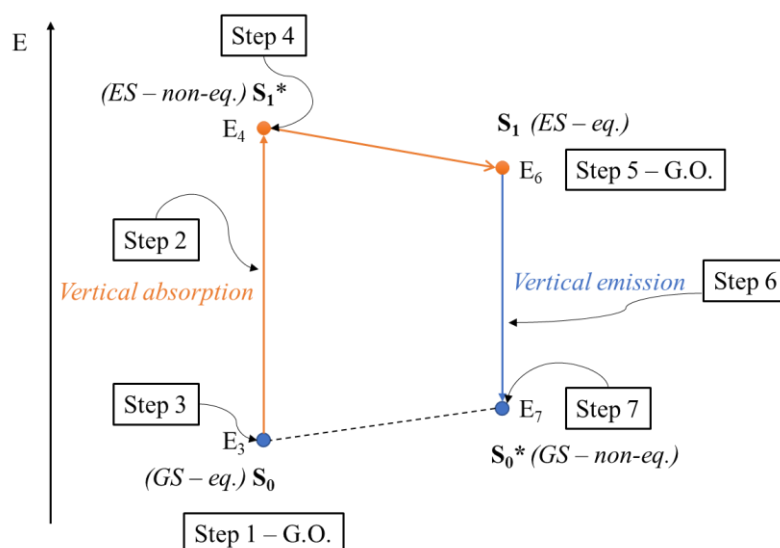 E
Step 4
(ES – non-eq.) S₁*
E₄
S₁ (ES – eq.)
E₆
Step 5 – G.O.
Step 2
Vertical absorption
Vertical emission
Step 6
Step 3
E₃
E₇
Step 7
(GS – eq.) S₀
S₀* (GS – non-eq.)
Step 1 – G.O.